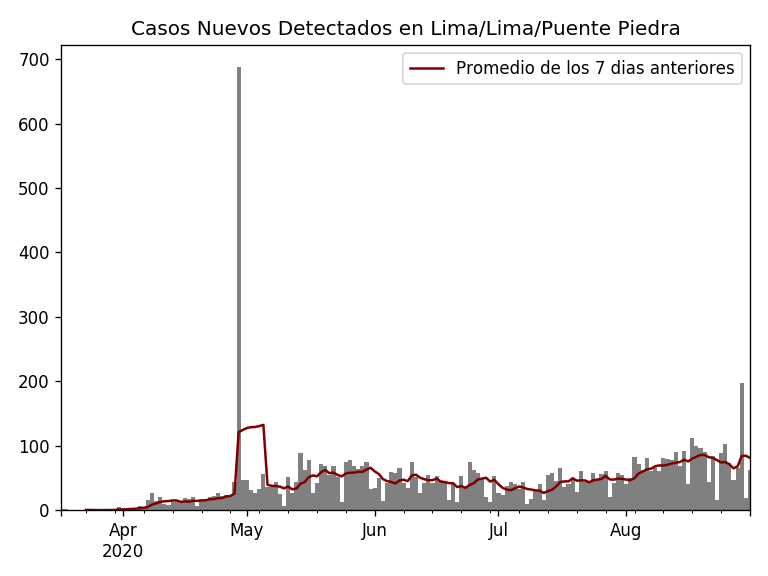 Casos Nuevos Detectados en Lima/Lima/Puente Piedra
Promedio de los 7 dias anteriores
700
600
500
400
300
200
100
0
Apr
2020
May
Jun
Jul
Aug